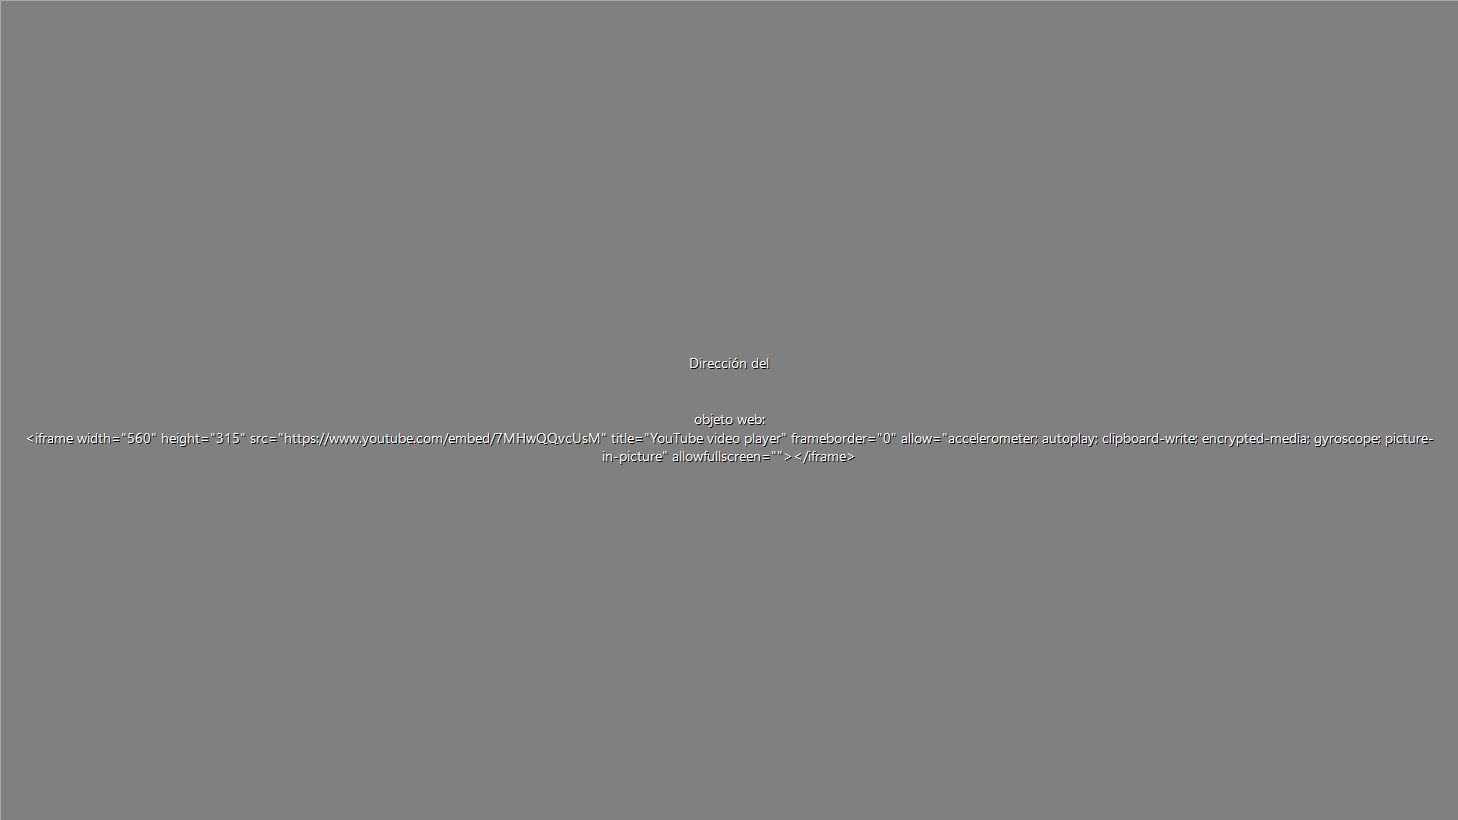 Dirección del
objeto web:
<iframe width="560" height="315" src="https://www.youtube.com/embed/7MHwQQvcUsM" title="YouTube video player" frameborder="0" allow="accelerometer; autoplay; clipboard-write; encrypted-media; gyroscope; picture-
in-picture" allowfullscreen=""></iframe>